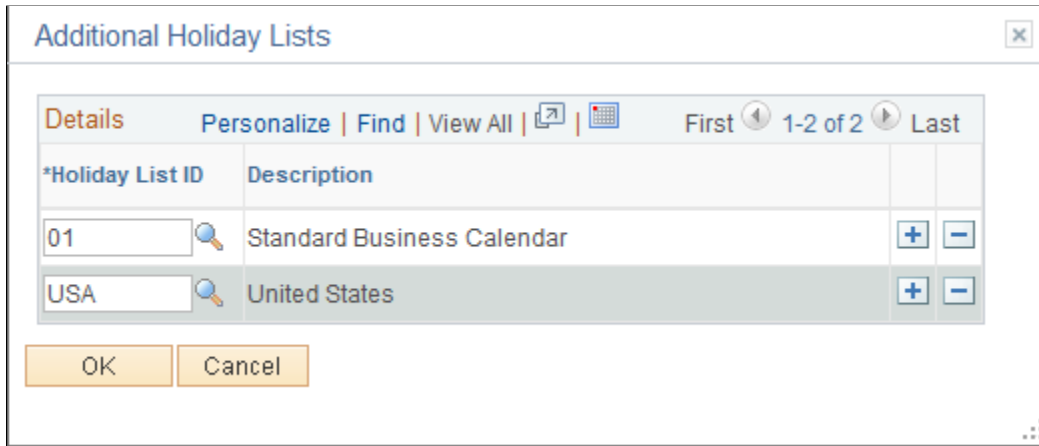 Additional Holiday Lists
Details Personalize | Find | View All | | First 1-2 of 2 Last
*Holiday List ID Description
01 Standard Business Calendar
USA United States
OK Cancel